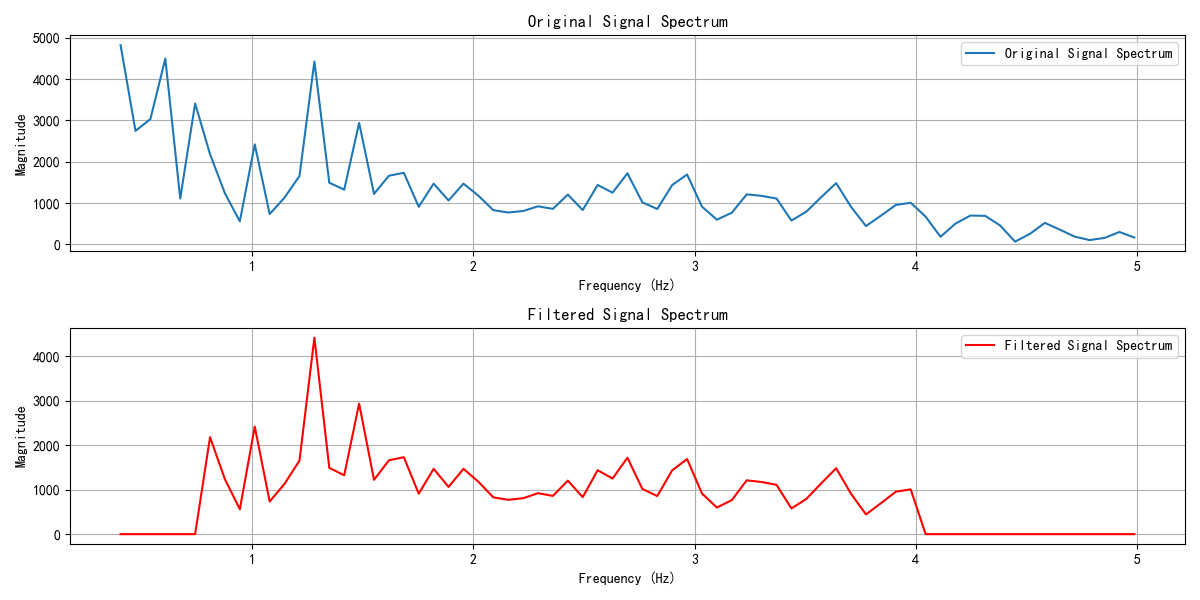 Original Signal Spectrum
5000
4000
3000
2000
1000
0
Magnitude
Original Signal Spectrum
1 2 3 4 5
Frequency (Hz)
Filtered Signal Spectrum
4000
3000
2000
1000
0
Magnitude
Filtered Signal Spectrum
1 2 3 4 5
Frequency (Hz)